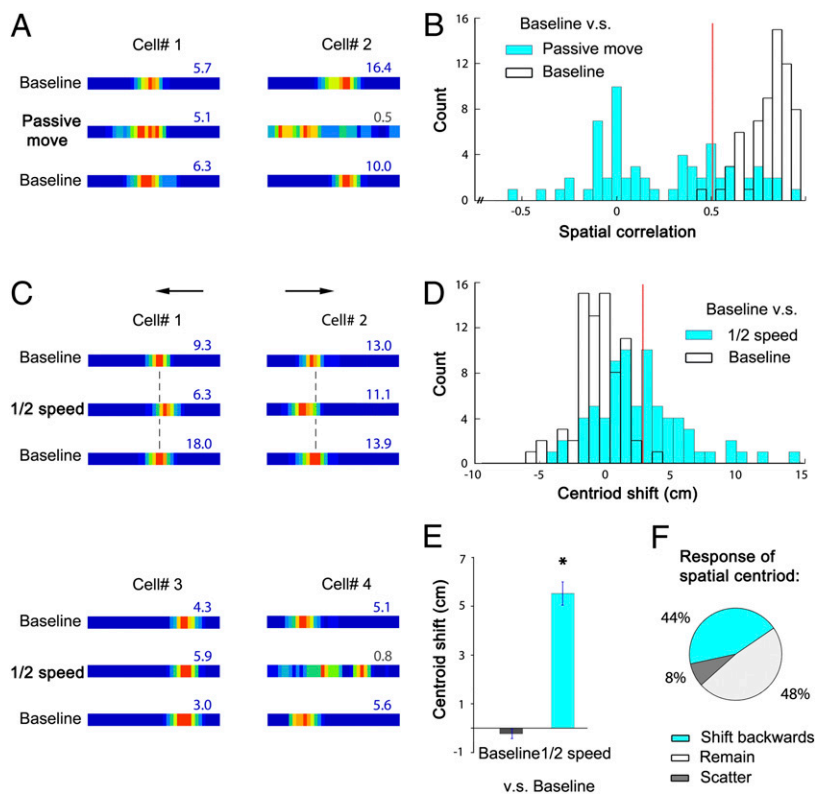 A
Cell# 1
Cell# 2
Baseline
5.7
16.4
Passive
move
5.1
0.5
Baseline
6.3
10.0
B
Baseline v.s.
Passive move
Baseline
Count
16
12
8
4
0
-0.5
0
0.5
Spatial correlation
C
Cell# 1
Cell# 2
Baseline
9.3
13.0
1/2 speed
6.3
11.1
Baseline
18.0
13.9
Cell# 3
Cell# 4
Baseline
4.3
5.1
1/2 speed
5.9
0.8
Baseline
3.0
5.6
D
Baseline v.s.
1/2 speed
Baseline
Count
16
12
8
4
0
-10
-5
0
5
10
15
Centriod shift (cm)
E
Centroid shift (cm)
7
6
5
4
3
2
1
-1
*
Baseline
1/2 speed
v.s. Baseline
F
Response of
spatial centriod:
44%
8%
48%
Shift backwards
Remain
Scatter